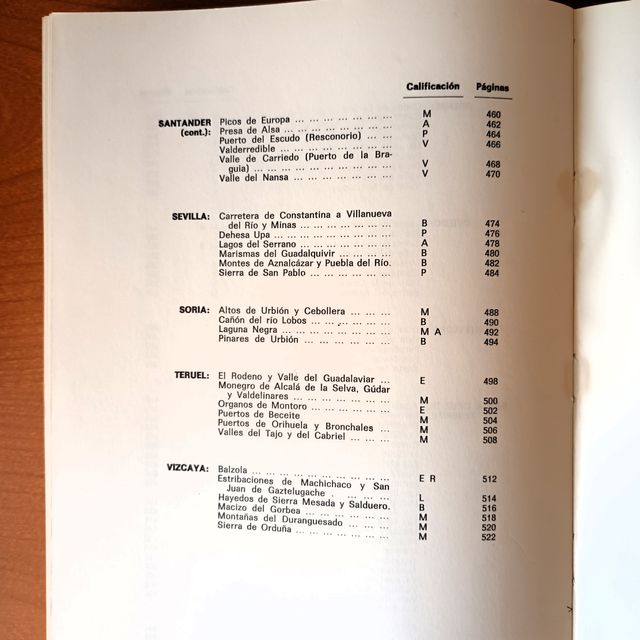 Calificación Páginas
SANTANDER (cont.): Picos de Europa ... ... ... ... ... ... ... M 460
Presa de Alsa ... ... ... ... ... ... ... ... A 462
Puerto del Escudo (Resconorio) ... ... P 464
Valderredible ... ... ... ... ... ... ... ... V 466
Valle de Carriedo (Puerto de la Bra-
guia) ... ... ... ... ... ... ... ... ... V 468
Valle del Nansa ... ... ... ... ... ... ... V 470
SEVILLA: Carretera de Constantina a Villanueva
del Río y Minas ... ... ... ... ... ... B 474
Dehesa Upa ... ... ... ... ... ... ... ... P 476
Lagos del Serrano ... ... ... ... ... ... A 478
Marismas del Guadalquivir ... ... ... ... B 480
Montes de Aznalcázar y Puebla del Río. B 482
Sierra de San Pablo ... ... ... ... ... ... P 484
SORIA: Altos de Urbión y Cebollera ... ... ... M 488
Cañón del río Lobos ... ... ... ... ... ... B 490
Laguna Negra ... ... ... ... ... ... ... ... M A 492
Pinares de Urbión ... ... ... ... ... ... B 494
TERUEL: El Rodeno y Valle del Guadalaviar ... E 498
Monegro de Alcalá de la Selva, Gúdar
y Valdelinares ... ... ... ... ... ... ... M 500
Organos de Montoro ... ... ... ... ... ... E 502
Puertos de Beceite M 504
Puertos de Orihuela y Bronchales ... ... M 506
Valles del Tajo y del Cabriel ... ... ... M 508
VIZCAYA: Balzola ... ... ... ... ... ... ... ... ... E R 512
Estribaciones de Machichaco y San
Juan de Gaztelugache . ... ... ... L 514
Hayedos de Sierra Mesada y Salduero. B 516
Macizo del Gorbea ... ... ... ... ... ... M 518
Montañas del Duranguesado ... ... ... M 520
Sierra de Orduña ... ... ... ... ... ... ... M 522